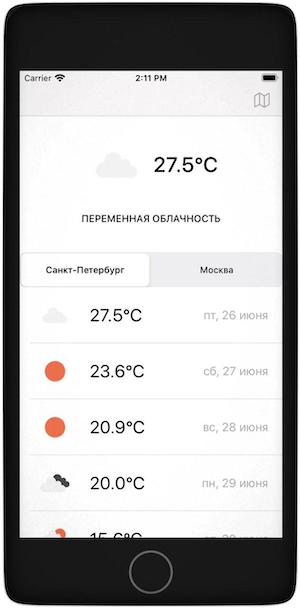 Carrier 2:11 PM
27.5°C
ПЕРЕМЕННАЯ ОБЛАЧНОСТЬ
Санкт-Петербург Москва
27.5°C пт, 26 июня
23.6°C сб, 27 июня
20.9°C вс, 28 июня
20.0°C пн, 29 июня